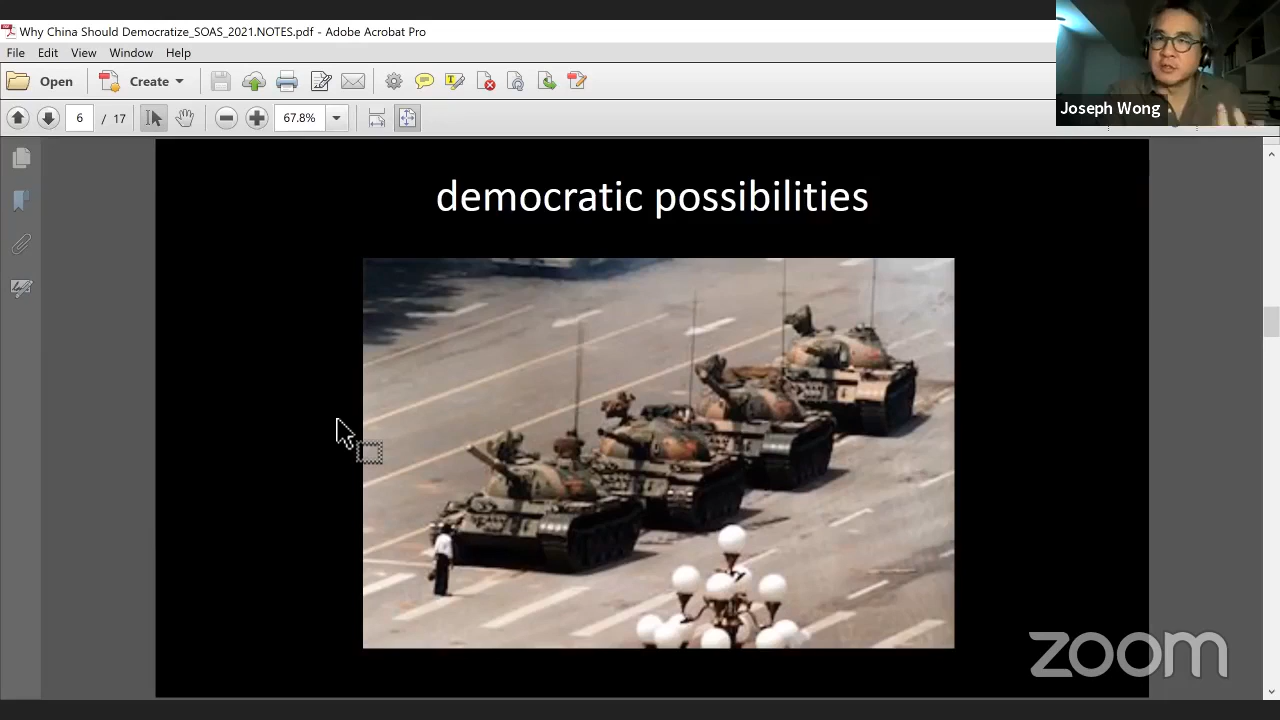 Why China Should Democratize_SOAS_2021.NOTES.pdf - Adobe Acrobat Pro
File Edit View Window Help
Open Create
6 / 17 67.8%
Joseph Wong
democratic possibilities
zoom